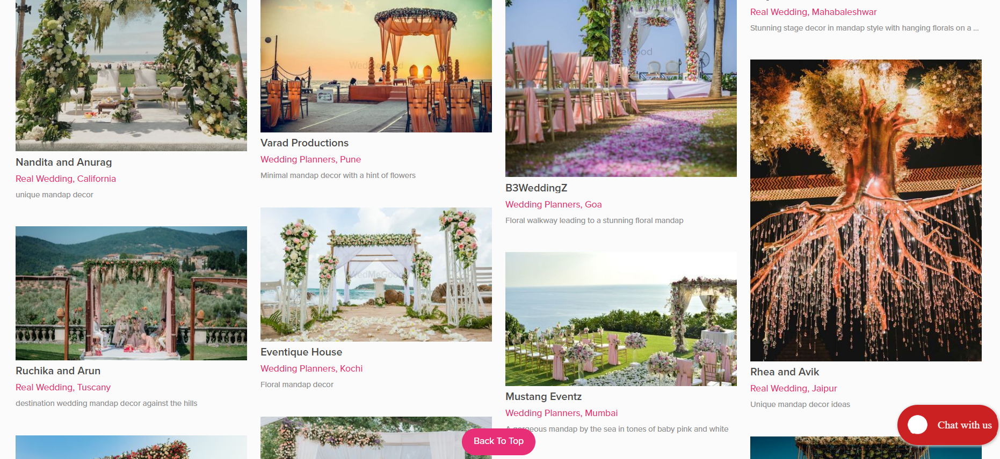 Nandita and Anurag
Real Wedding, California
unique mandap decor
Ruchika and Arun
Real Wedding, Tuscany
destination wedding mandap decor against the hills
WedMeGood
Varad Productions
Wedding Planners, Pune
Minimal mandap decor with a hint of flowers
WedMeGood
Eventique House
Wedding Planners, Kochi
Floral mandap decor
MeGood
B3WeddingZ
Wedding Planners, Goa
Floral walkway leading to a stunning floral mandap
Mustang Eventz
Wedding Planners, Mumbai
A gorgeous mandap by the sea in tones of baby pink and white
Back To Top
Real Wedding, Mahabaleshwar
Stunning stage decor in mandap style with hanging florals on a ...
MeGood
Rhea and Avik
Real Wedding, Jaipur
Unique mandap decor ideas
Chat with us